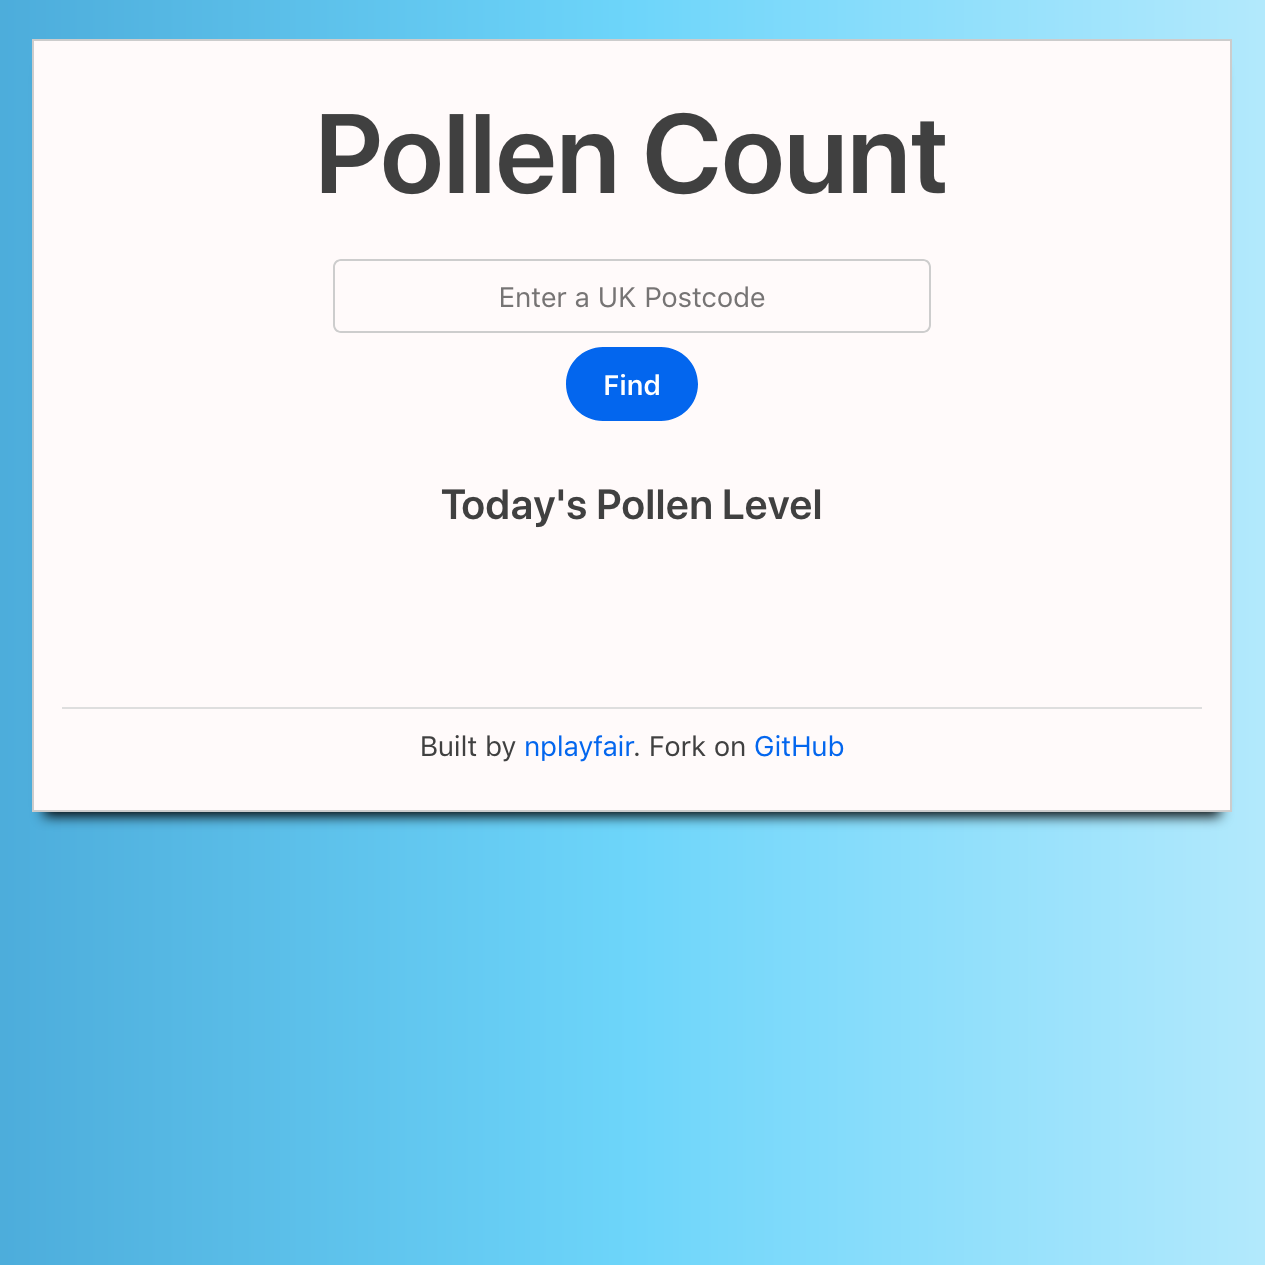 Pollen Count
Enter a UK Postcode
Find
Today's Pollen Level
Built by nplayfair. Fork on GitHub